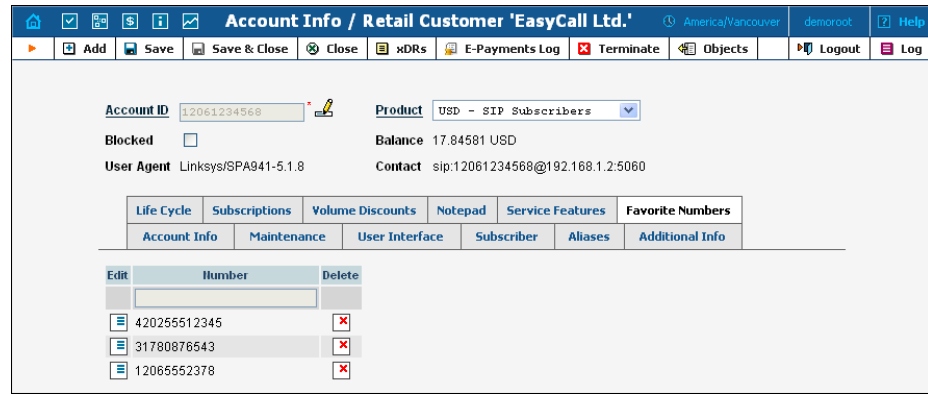 Account Info / Retail Customer 'EasyCall Ltd.' America/Vancouver demoroot ? Help
Add Save Save & Close Close xDRs E-Payments Log Terminate Objects Logout Log
Account ID 12061234568 * Product USD - SIP Subscribers
Blocked Balance 17.84581 USD
User Agent Linksys/SPA941-5.1.8 Contact sip:12061234568@192.168.1.2:5060
Life Cycle Subscriptions Volume Discounts Notepad Service Features Favorite Numbers
Account Info Maintenance User Interface Subscriber Aliases Additional Info
Edit Number Delete
420255512345
31780876543
12065552378